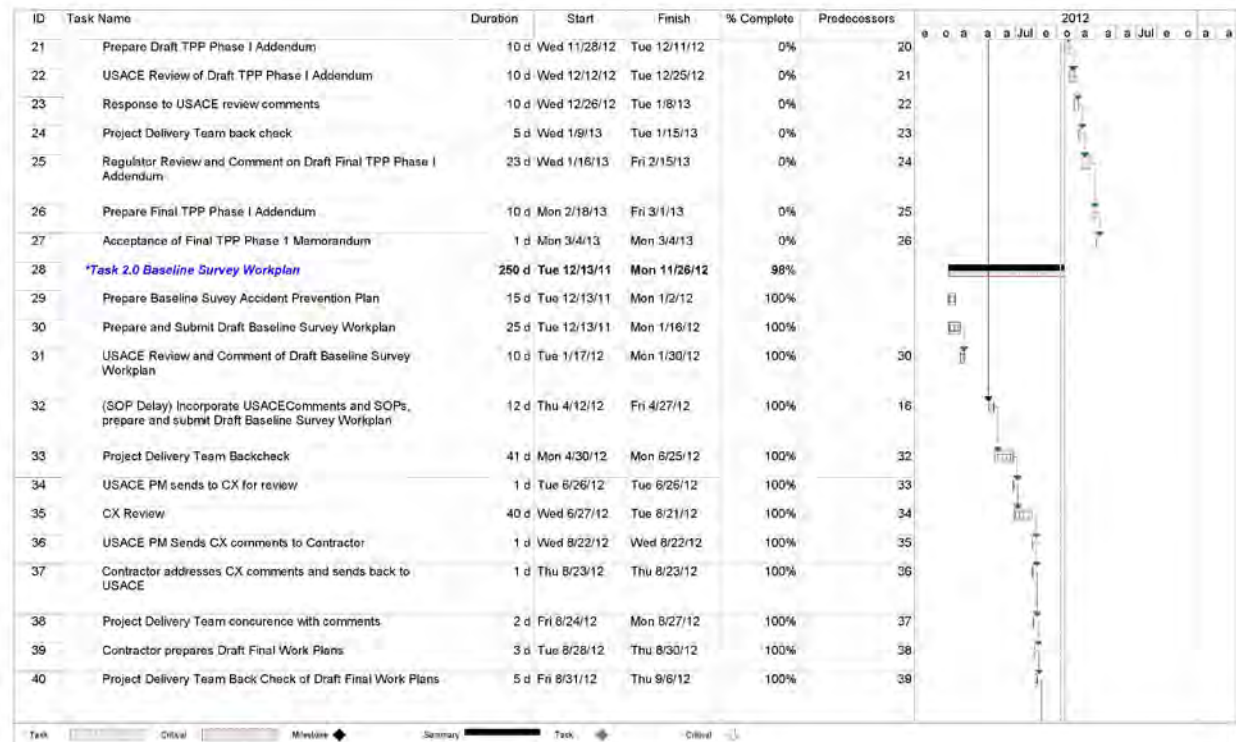 ID Task Name Duration Start Finish % Complete Predecessors 2012
e o a a a Jul e o a a Jul e o a a
21 Prepare Draft TPP Phase I Addendum 10 d Wed 11/28/12 Tue 12/11/12 0% 20
22 USACE Review of Draft TPP Phase I Addendum 10 d Wed 12/12/12 Tue 12/25/12 0% 21
23 Response to USACE review comments 10 d Wed 12/26/12 Tue 1/8/13 0% 22
24 Project Delivery Team back check 5 d Wed 1/9/13 Tue 1/15/13 0% 23
25 Regulator Review and Comment on Draft Final TPP Phase I 23 d Wed 1/16/13 Fri 2/15/13 0% 24
Addendum
26 Prepare Final TPP Phase I Addendum 10 d Mon 2/18/13 Fri 3/1/13 0% 25
27 Acceptance of Final TPP Phase 1 Memorandum 1 d Mon 3/4/13 Mon 3/4/13 0% 26
28 *Task 2.0 Baseline Survey Workplan 250 d Tue 12/13/11 Mon 11/26/12 98%
29 Prepare Baseline Suvey Accident Prevention Plan 15 d Tue 12/13/11 Mon 1/2/12 100%
30 Prepare and Submit Draft Baseline Survey Workplan 25 d Tue 12/13/11 Mon 1/16/12 100%
31 USACE Review and Comment of Draft Baseline Survey 10 d Tue 1/17/12 Mon 1/30/12 100% 30
Workplan
32 (SOP Delay) Incorporate USACEComments and SOPs, 12 d Thu 4/12/12 Fri 4/27/12 100% 16
prepare and submit Draft Baseline Survey Workplan
33 Project Delivery Team Backcheck 41 d Mon 4/30/12 Mon 6/25/12 100% 32
34 USACE PM sends to CX for review 1 d Tue 6/26/12 Tue 6/26/12 100% 33
35 CX Review 40 d Wed 6/27/12 Tue 8/21/12 100% 34
36 USACE PM Sends CX comments to Contractor 1 d Wed 8/22/12 Wed 8/22/12 100% 35
37 Contractor addresses CX comments and sends back to 1 d Thu 8/23/12 Thu 8/23/12 100% 36
USACE
38 Project Delivery Team concurence with comments 2 d Fri 8/24/12 Mon 8/27/12 100% 37
39 Contractor prepares Draft Final Work Plans 3 d Tue 8/28/12 Thu 8/30/12 100% 38
40 Project Delivery Team Back Check of Draft Final Work Plans 5 d Fri 8/31/12 Thu 9/6/12 100% 39
Task Critical Milestone Summary Task Critical